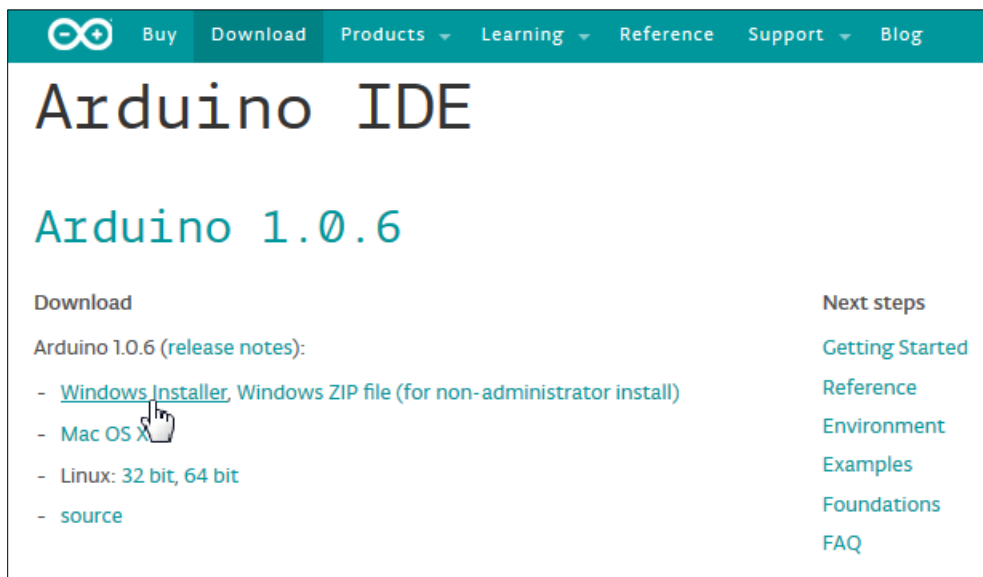 Buy Download Products Learning Reference Support Blog
Arduino IDE
Arduino 1.0.6
Download
Arduino 1.0.6 (release notes):
- Windows Installer, Windows ZIP file (for non-administrator install)
- Mac OS X
- Linux: 32 bit, 64 bit
- source
Next steps
Getting Started
Reference
Environment
Examples
Foundations
FAQ